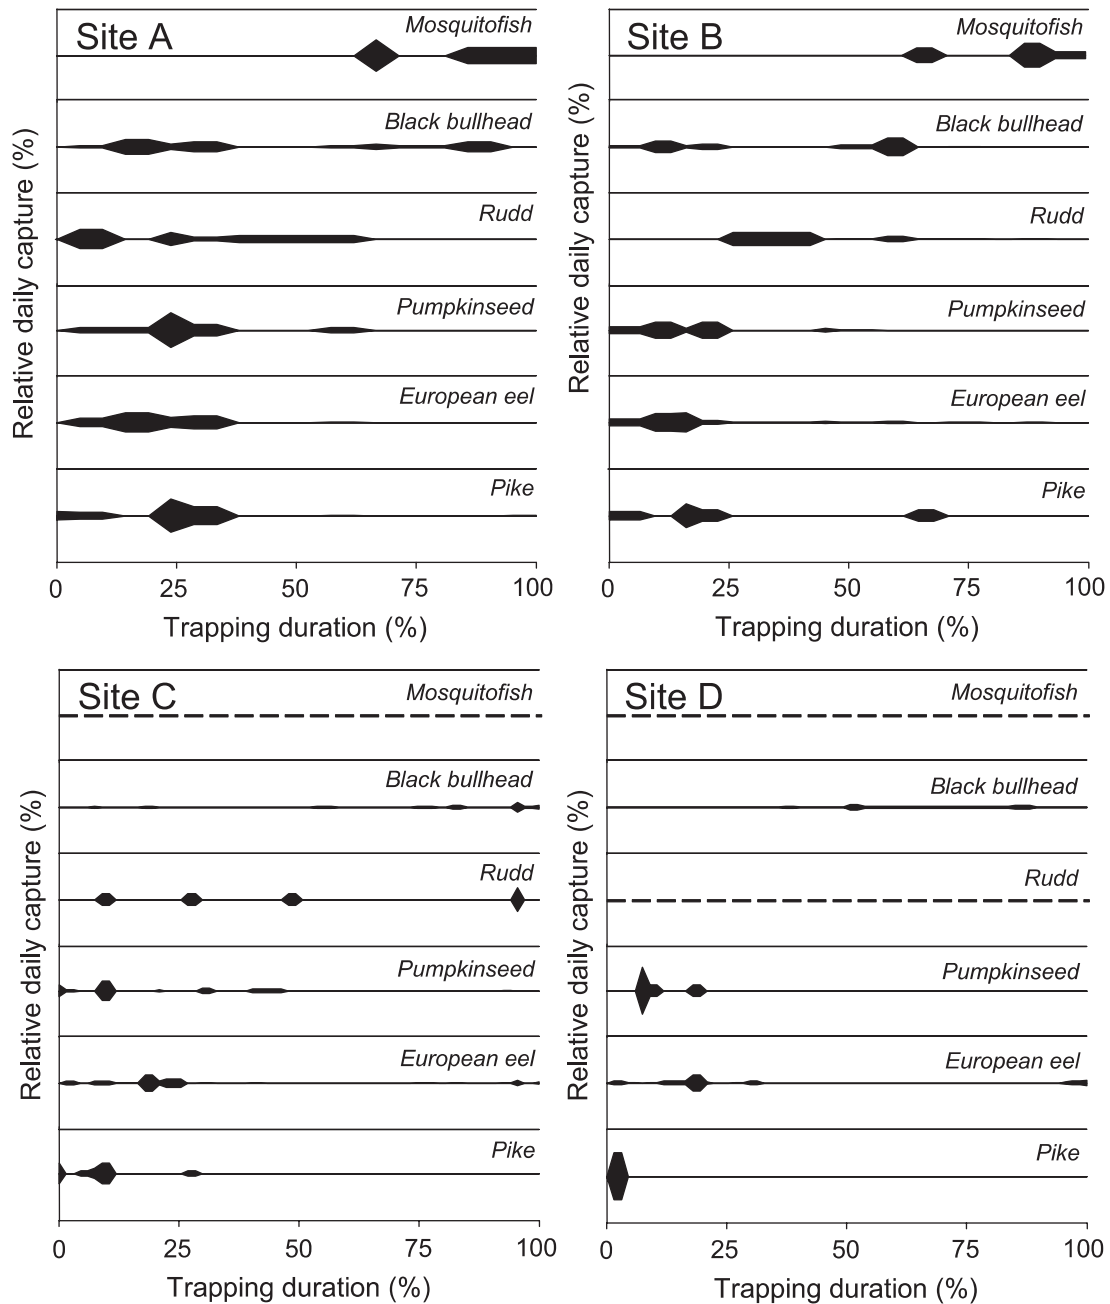 Site A
Mosquitofish
Black bullhead
Rudd
Pumpkinseed
European eel
Pike
Relative daily capture (%)
0 25 50 75 100
Trapping duration (%)
Site B
Mosquitofish
Black bullhead
Rudd
Pumpkinseed
European eel
Pike
Relative daily capture (%)
0 25 50 75 100
Trapping duration (%)
Site C
Mosquitofish
Black bullhead
Rudd
Pumpkinseed
European eel
Pike
Relative daily capture (%)
0 25 50 75 100
Trapping duration (%)
Site D
Mosquitofish
Black bullhead
Rudd
Pumpkinseed
European eel
Pike
Relative daily capture (%)
0 25 50 75 100
Trapping duration (%)